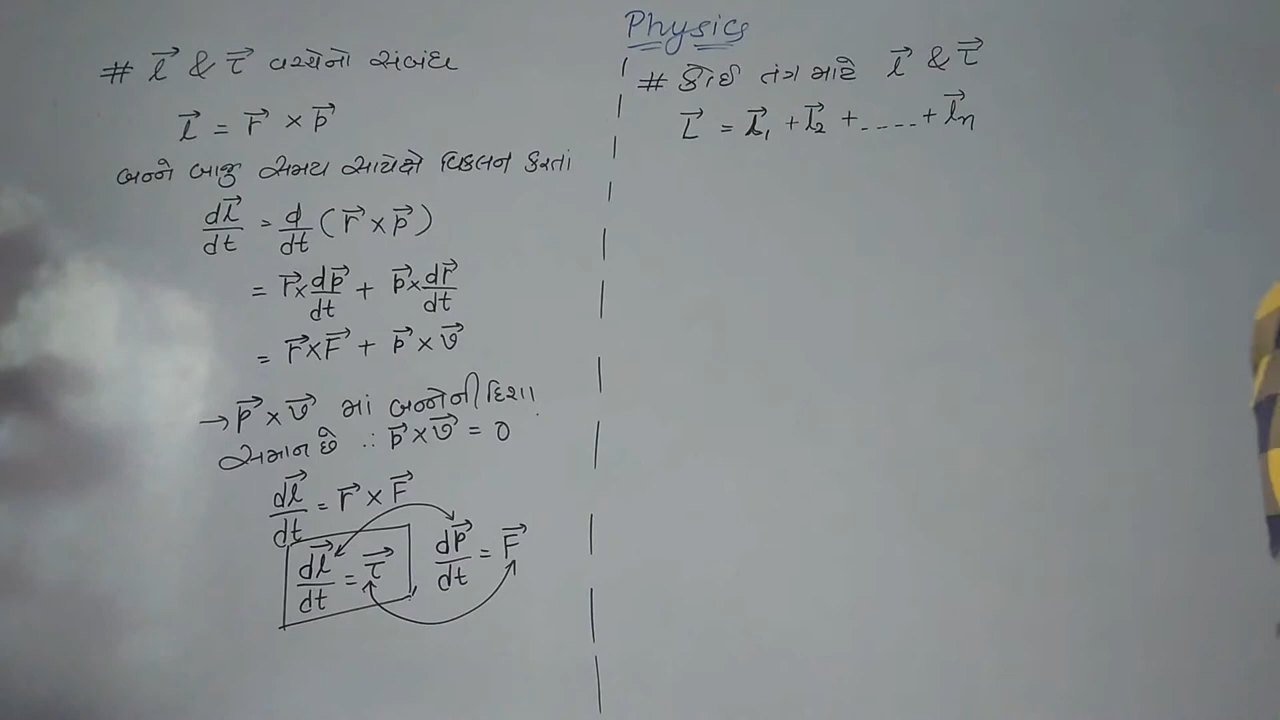 Physics
# l⃗ & τ⃗ વચ્ચેનો સંબંધ
l⃗ = r⃗ × p⃗
બન્ને બાજુ સમય સાપેક્ષે વિકલન કરતાં
dl⃗/dt = d/dt (r⃗ × p⃗)
= r⃗ × dp⃗/dt + p⃗ × dr⃗/dt
= r⃗ × F⃗ + p⃗ × v⃗
→ p⃗ × v⃗ માં બન્નેની દિશા
સમાન છે ∴ p⃗ × v⃗ = 0
dl⃗/dt = r⃗ × F⃗
dl⃗/dt = τ⃗ , dp⃗/dt = F⃗
# કોઈ તંત્ર માટે l⃗ & τ⃗
L⃗ = l⃗₁ + l⃗₂ + ..... + l⃗n